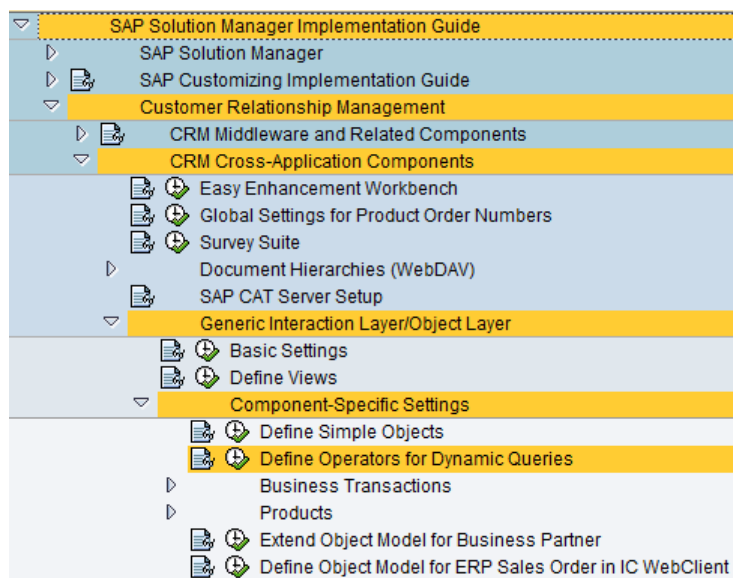 SAP Solution Manager Implementation Guide
SAP Solution Manager
SAP Customizing Implementation Guide
Customer Relationship Management
CRM Middleware and Related Components
CRM Cross-Application Components
Easy Enhancement Workbench
Global Settings for Product Order Numbers
Survey Suite
Document Hierarchies (WebDAV)
SAP CAT Server Setup
Generic Interaction Layer/Object Layer
Basic Settings
Define Views
Component-Specific Settings
Define Simple Objects
Define Operators for Dynamic Queries
Business Transactions
Products
Extend Object Model for Business Partner
Define Object Model for ERP Sales Order in IC WebClient